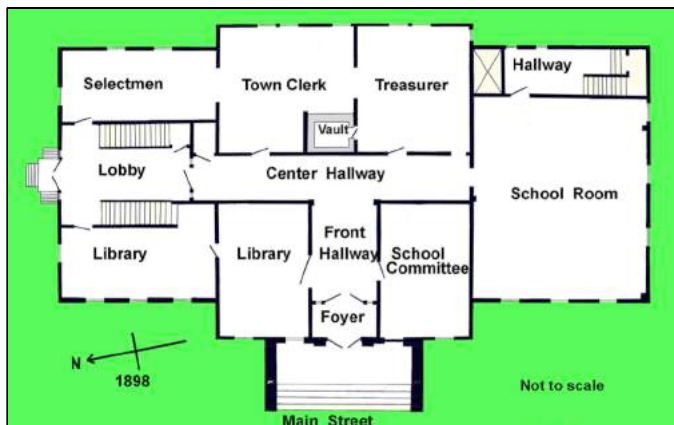 Selectmen
Town Clerk
Treasurer
Hallway
Vault
Lobby
Center Hallway
School Room
Library
Library
Front
Hallway
School
Committee
Foyer
N
1898
Not to scale
Main Street